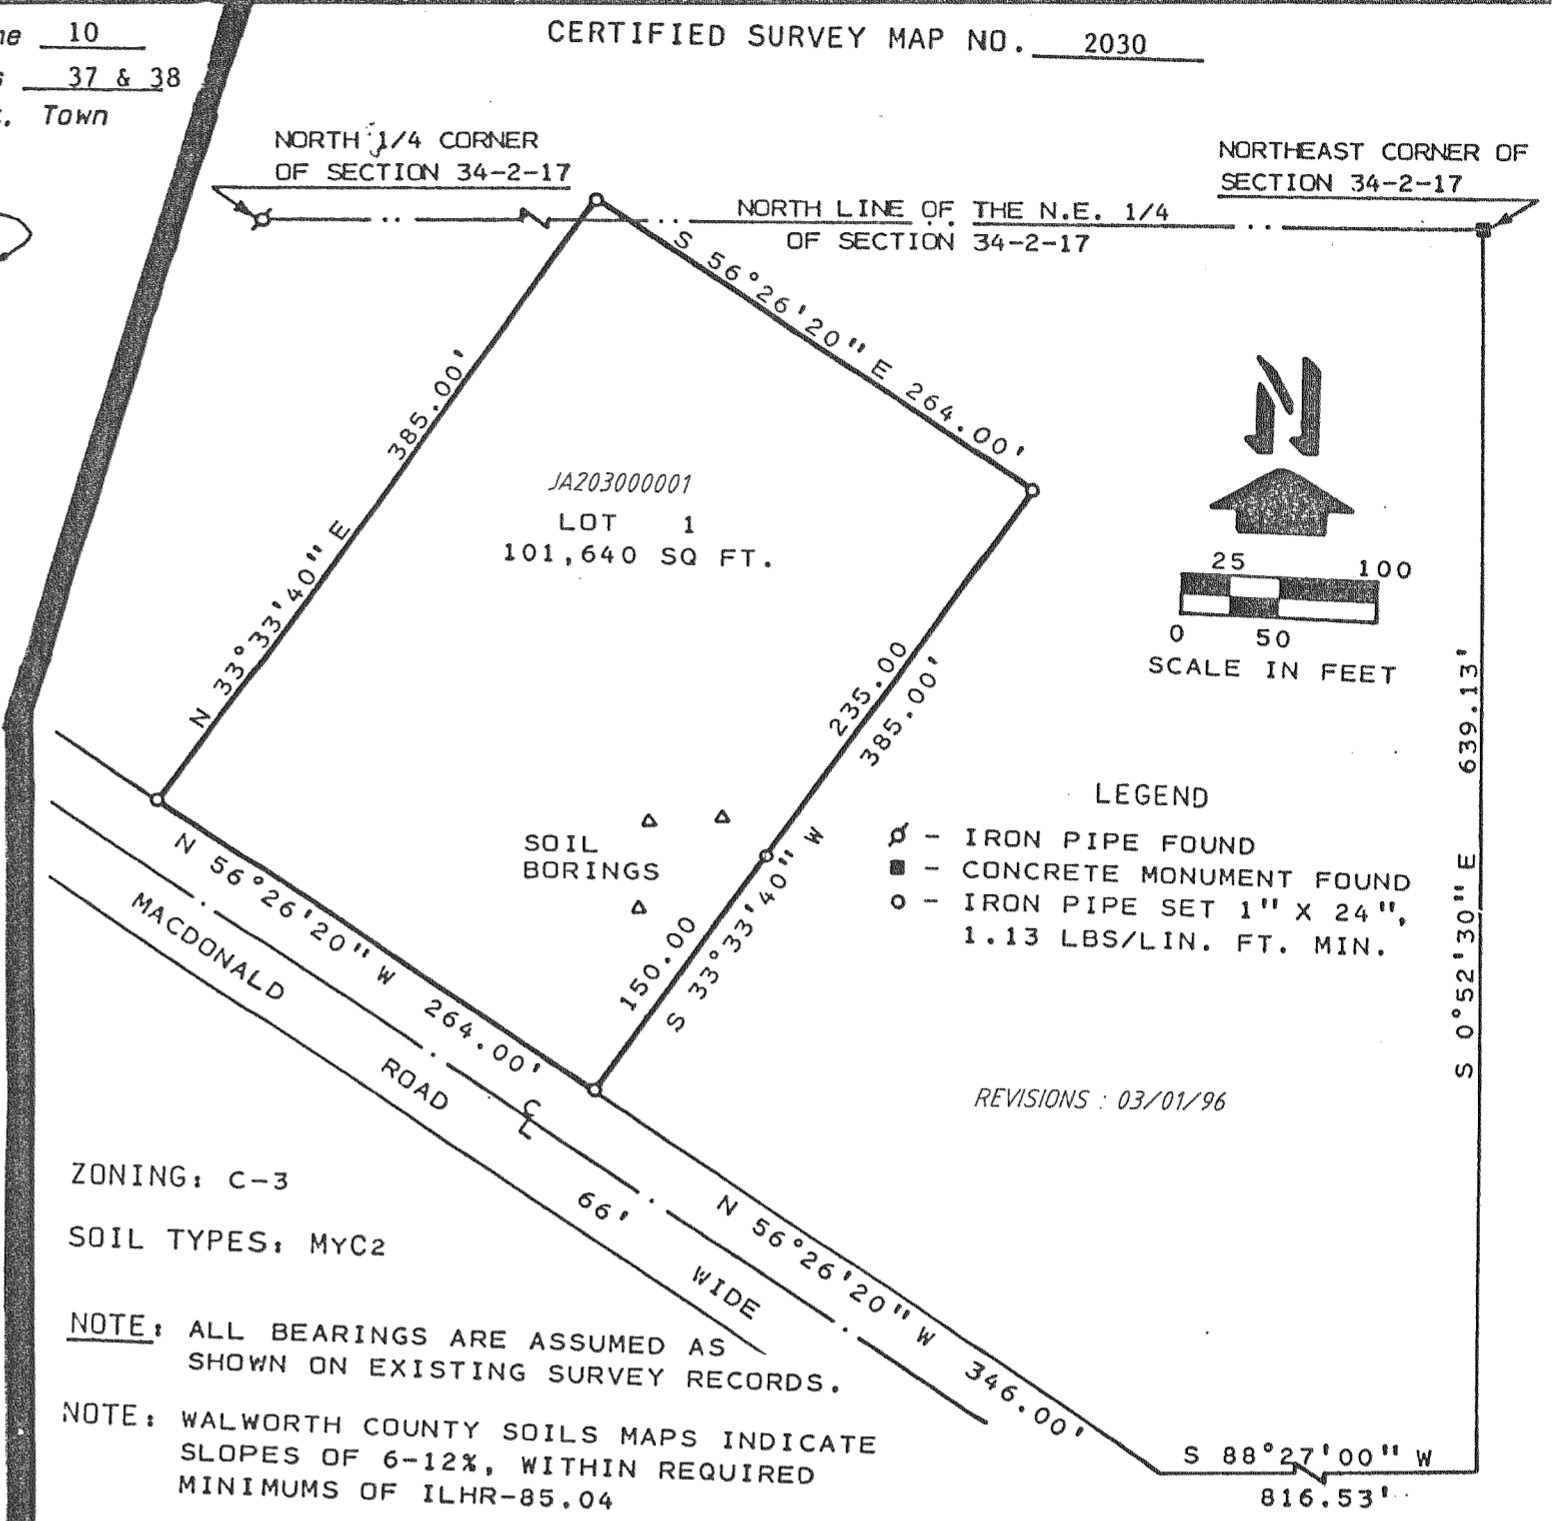 10
37 & 38
Town
CERTIFIED SURVEY MAP NO. 2030
NORTH 1/4 CORNER
OF SECTION 34-2-17
NORTHEAST CORNER OF
SECTION 34-2-17
NORTH LINE OF THE N.E. 1/4
OF SECTION 34-2-17
S 56°26'20" E 264.00'
N 33°33'40" E 385.00'
JA203000001
LOT 1
101,640 SQ FT.
N
25 100
0 50
SCALE IN FEET
235.00
385.00'
150.00
S 33°33'40" W
S 0°52'30" E 639.13'
SOIL
BORINGS
LEGEND
- IRON PIPE FOUND
- CONCRETE MONUMENT FOUND
- IRON PIPE SET 1" X 24",
1.13 LBS/LIN. FT. MIN.
N 56°26'20" W 264.00'
MACDONALD ROAD 66' WIDE
CL
REVISIONS : 03/01/96
N 56°26'20" W 346.00'
S 88°27'00" W
816.53'
ZONING: C-3
SOIL TYPES: MYC2
NOTE: ALL BEARINGS ARE ASSUMED AS
SHOWN ON EXISTING SURVEY RECORDS.
NOTE: WALWORTH COUNTY SOILS MAPS INDICATE
SLOPES OF 6-12%, WITHIN REQUIRED
MINIMUMS OF ILHR-85.04